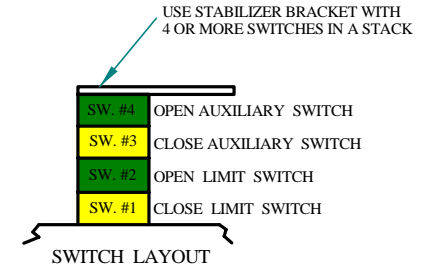 USE STABILIZER BRACKET WITH
4 OR MORE SWITCHES IN A STACK
SW. #4 OPEN AUXILIARY SWITCH
SW. #3 CLOSE AUXILIARY SWITCH
SW. #2 OPEN LIMIT SWITCH
SW. #1 CLOSE LIMIT SWITCH
SWITCH LAYOUT